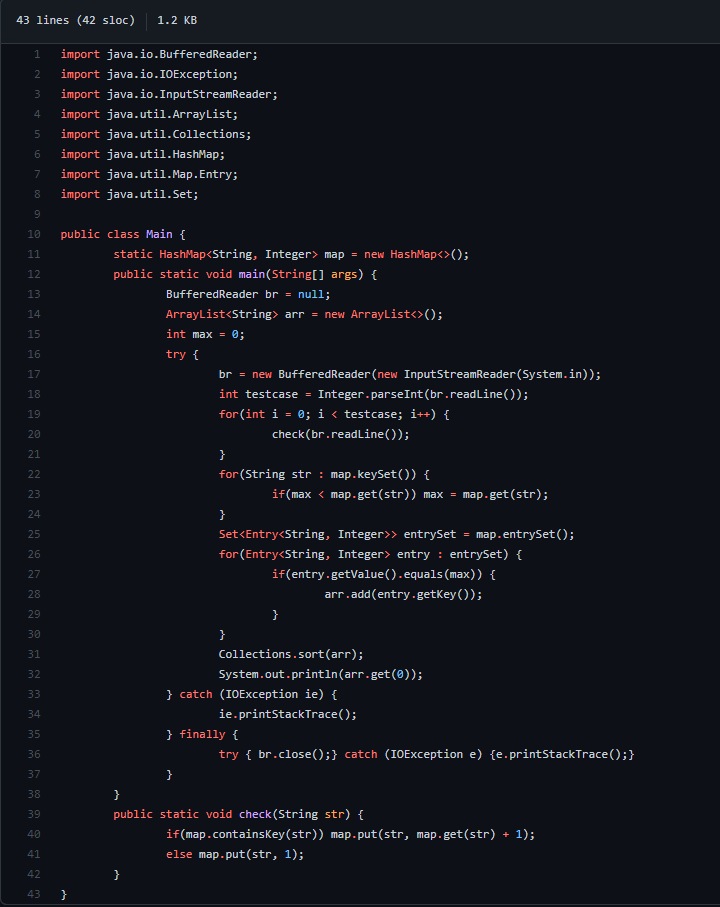 43 lines (42 sloc) 1.2 KB
1 import java.io.BufferedReader;
2 import java.io.IOException;
3 import java.io.InputStreamReader;
4 import java.util.ArrayList;
5 import java.util.Collections;
6 import java.util.HashMap;
7 import java.util.Map.Entry;
8 import java.util.Set;
9
10 public class Main {
11 static HashMap<String, Integer> map = new HashMap<>();
12 public static void main(String[] args) {
13 BufferedReader br = null;
14 ArrayList<String> arr = new ArrayList<>();
15 int max = 0;
16 try {
17 br = new BufferedReader(new InputStreamReader(System.in));
18 int testcase = Integer.parseInt(br.readLine());
19 for(int i = 0; i < testcase; i++) {
20 check(br.readLine());
21 }
22 for(String str : map.keySet()) {
23 if(max < map.get(str)) max = map.get(str);
24 }
25 Set<Entry<String, Integer>> entrySet = map.entrySet();
26 for(Entry<String, Integer> entry : entrySet) {
27 if(entry.getValue().equals(max)) {
28 arr.add(entry.getKey());
29 }
30 }
31 Collections.sort(arr);
32 System.out.println(arr.get(0));
33 } catch (IOException ie) {
34 ie.printStackTrace();
35 } finally {
36 try { br.close();} catch (IOException e) {e.printStackTrace();}
37 }
38 }
39 public static void check(String str) {
40 if(map.containsKey(str)) map.put(str, map.get(str) + 1);
41 else map.put(str, 1);
42 }
43 }